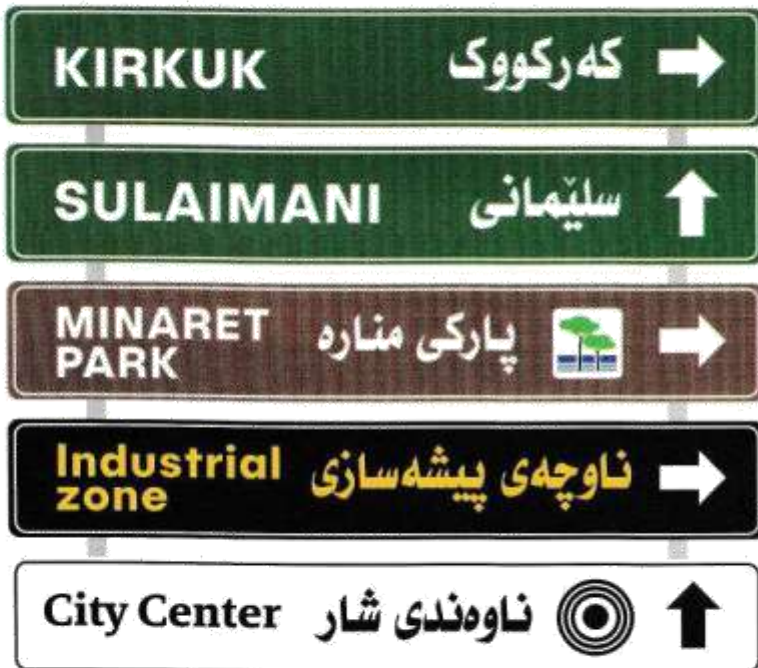 KIRKUK کەرکووک
SULAIMANI سلێمانی
MINARET
PARK پارکی منارە
Industrial
zone ناوچەی پیشەسازی
City Center ناوەندی شار